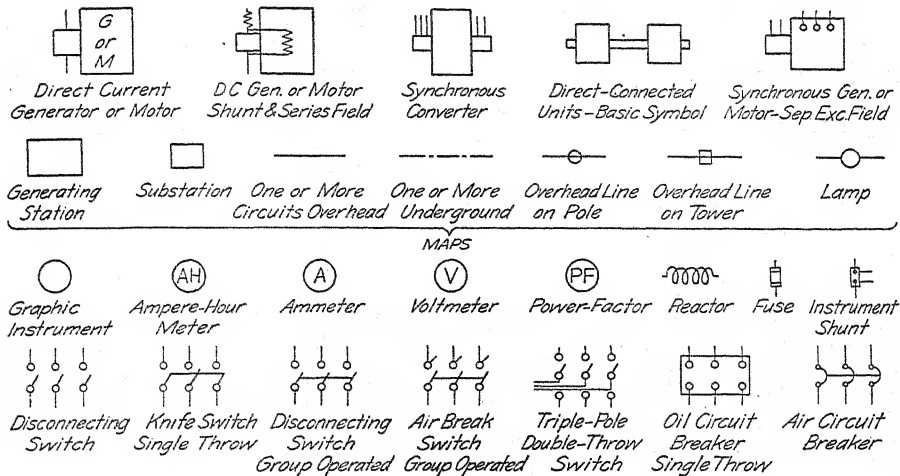 G
or
M
Direct Current
Generator or Motor
DC Gen. or Motor
Shunt & Series Field
Synchronous
Converter
Direct-Connected
Units-Basic Symbol
Synchronous Gen. or
Motor-Sep. Exc. Field
Generating
Station
Substation
One or More
Circuits Overhead
One or More
Underground
Overhead Line
on Pole
Overhead Line
on Tower
Lamp
MAPS
Graphic
Instrument
AH
Ampere-Hour
Meter
A
Ammeter
V
Voltmeter
PF
Power-Factor
Reactor
Fuse
Instrument
Shunt
Disconnecting
Switch
Knife Switch
Single Throw
Disconnecting
Switch
Group Operated
Air Break
Switch
Group Operated
Triple-Pole
Double-Throw
Switch
Oil Circuit
Breaker
Single Throw
Air Circuit
Breaker